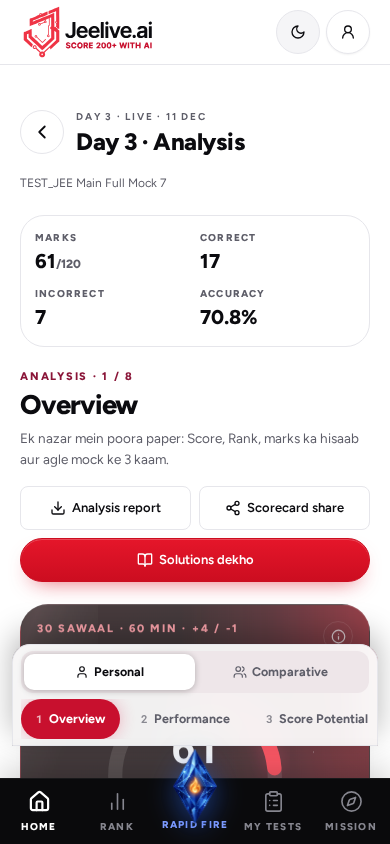 Jeelive.ai
SCORE 200+ WITH AI
DAY 3 · LIVE · 11 DEC
Day 3 · Analysis
TEST_JEE Main Full Mock 7
MARKS
61/120
CORRECT
17
INCORRECT
7
ACCURACY
70.8%
ANALYSIS · 1 / 8
Overview
Ek nazar mein poora paper: Score, Rank, marks ka hisaab
aur agle mock ke 3 kaam.
Analysis report
Scorecard share
Solutions dekho
30 SAWAAL · 60 MIN · +4 / -1
Personal
Comparative
1 Overview
2 Performance
3 Score Potential
61
HOME
RANK
RAPID FIRE
MY TESTS
MISSION